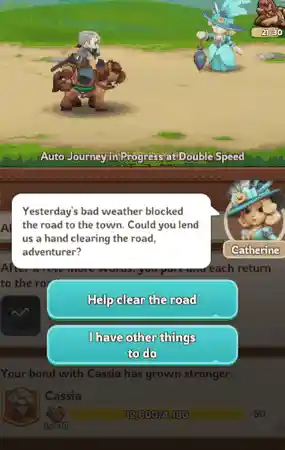 21/30
Auto Journey in Progress at Double Speed
Yesterday's bad weather blocked
the road to the town. Could you lend
us a hand clearing the road,
adventurer?
Catherine
After a few more words, you part and each return
to the
Help clear the road
I have other things
to do
Your bond with Cassia has grown stronger.
Cassia